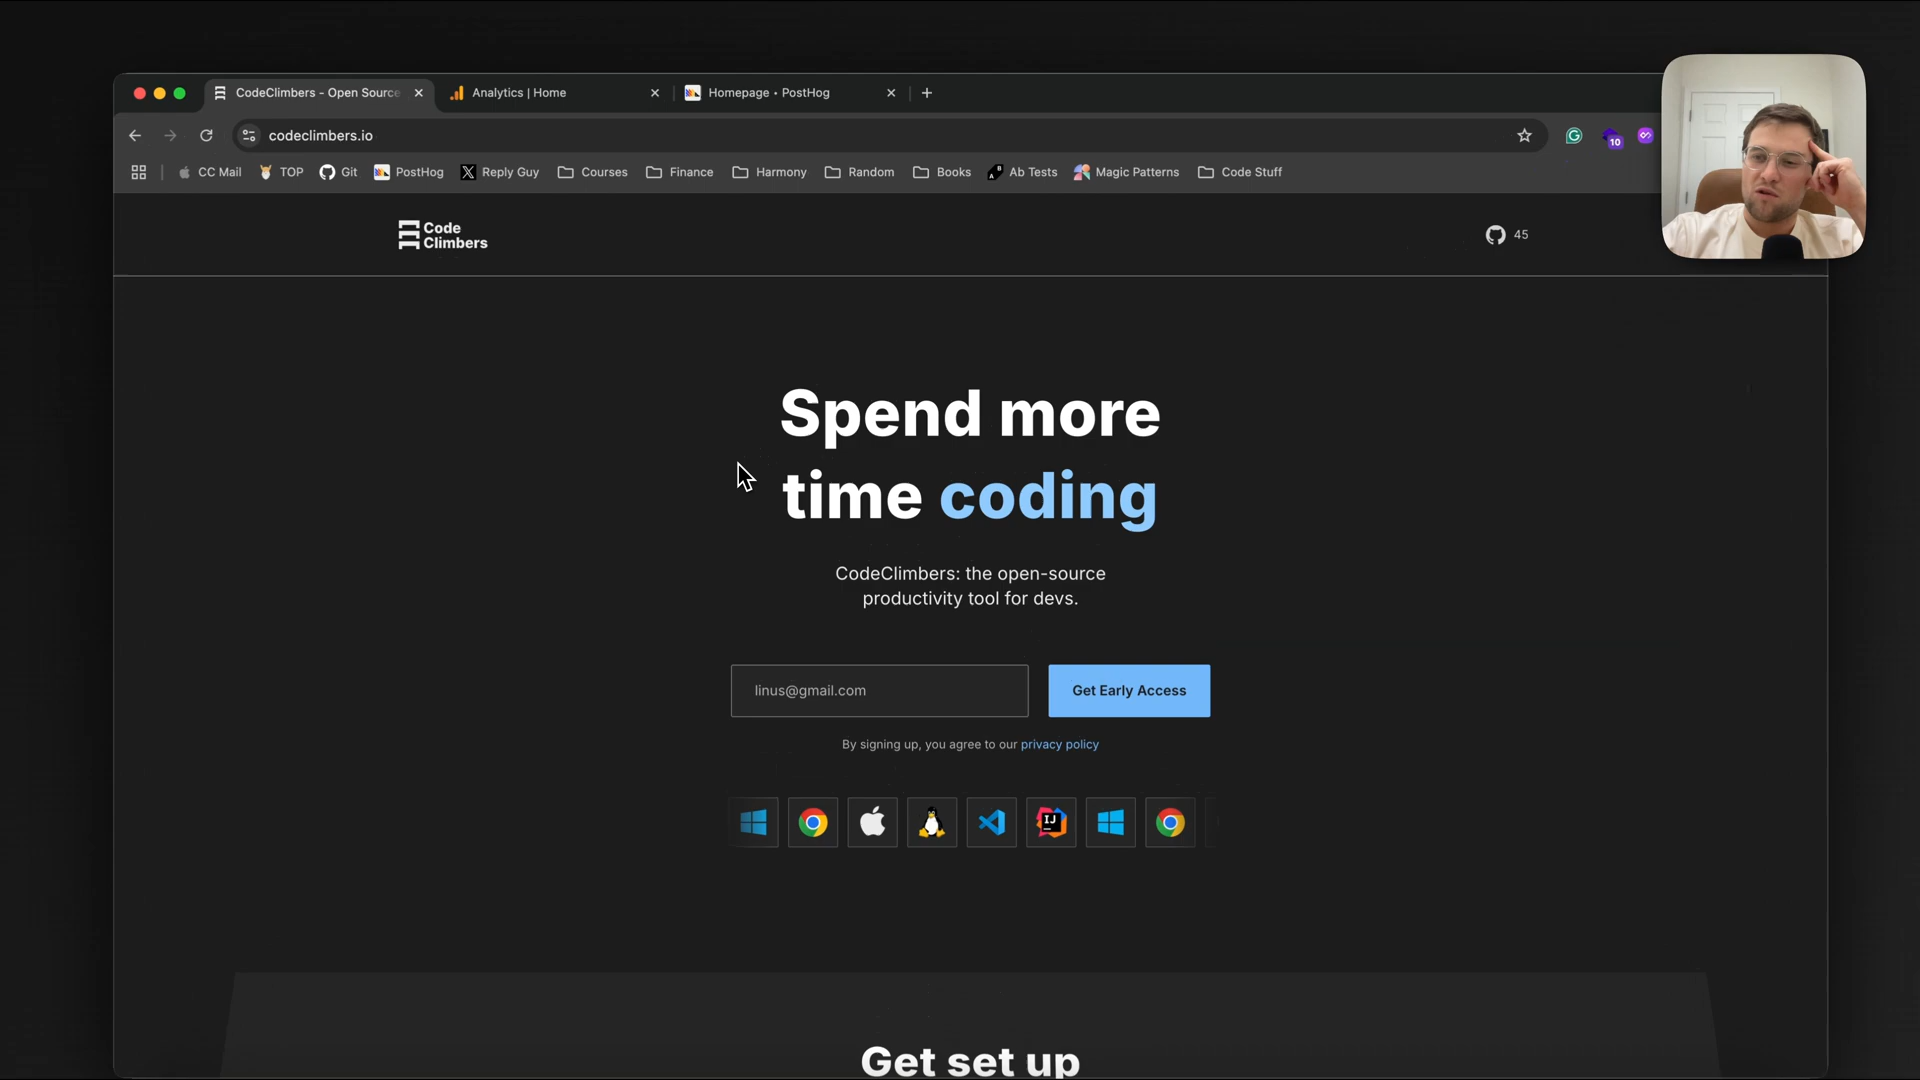 CodeClimbers - Open Source
Analytics | Home
Homepage • PostHog
codeclimbers.io
10
CC Mail
TOP
Git
PostHog
Reply Guy
Courses
Finance
Harmony
Random
Books
Ab Tests
Magic Patterns
Code Stuff
Code
Climbers
45
Spend more
time coding
CodeClimbers: the open-source
productivity tool for devs.
linus@gmail.com
Get Early Access
By signing up, you agree to our privacy policy
IJ
Get set up